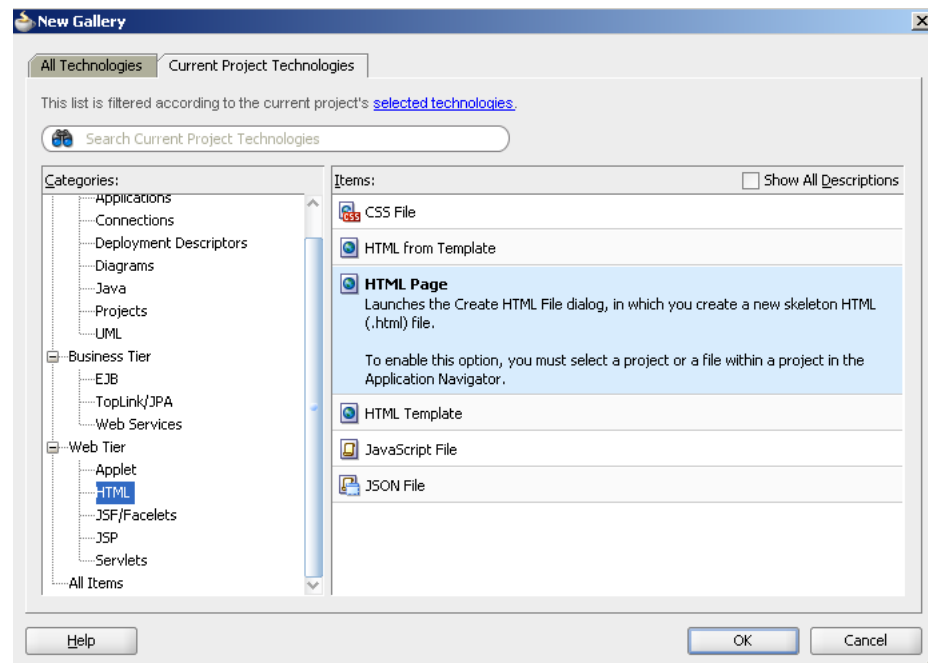 New Gallery
All Technologies
Current Project Technologies
This list is filtered according to the current project's selected technologies.
Search Current Project Technologies
Categories:
Applications
Connections
Deployment Descriptors
Diagrams
Java
Projects
UML
Business Tier
EJB
TopLink/JPA
Web Services
Web Tier
Applet
HTML
JSF/Facelets
JSP
Servlets
All Items
Items:
Show All Descriptions
CSS File
HTML from Template
HTML Page
Launches the Create HTML File dialog, in which you create a new skeleton HTML
(.html) file.
To enable this option, you must select a project or a file within a project in the
Application Navigator.
HTML Template
JavaScript File
JSON File
Help
OK
Cancel